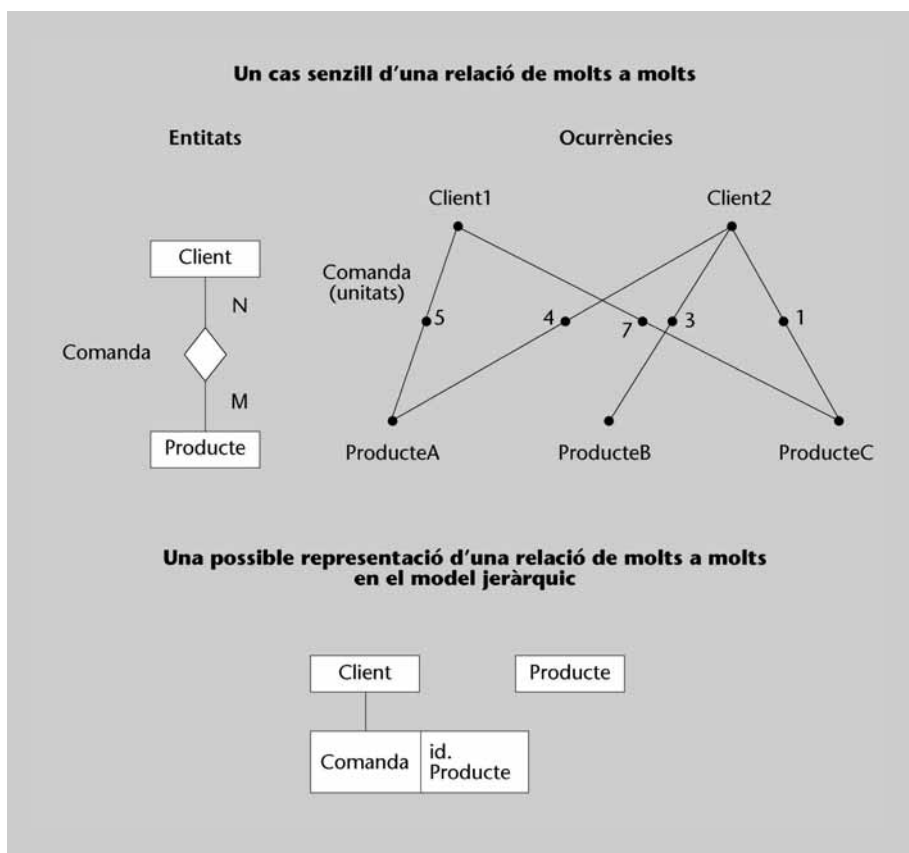 Un cas senzill d'una relació de molts a molts
Entitats
Ocurrències
Client
N
Comanda
M
Producte
Client1
Client2
Comanda
(unitats)
5
4
7
3
1
ProducteA
ProducteB
ProducteC
Una possible representació d'una relació de molts a molts
en el model jeràrquic
Client
Producte
Comanda
id.
Producte